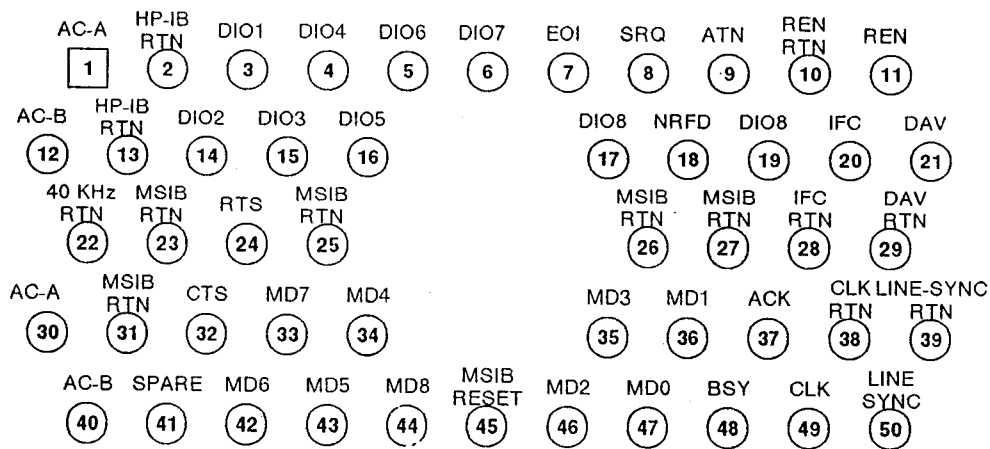 AC-A HP-IB RTN DIO1 DIO4 DIO6 DIO7 EOI SRQ ATN REN RTN REN
1 2 3 4 5 6 7 8 9 10 11
AC-B HP-IB RTN DIO2 DIO3 DIO5 DIO8 NRFD DIO8 IFC DAV
12 13 14 15 16 17 18 19 20 21
40 KHz RTN MSIB RTN RTS MSIB RTN MSIB RTN MSIB RTN IFC RTN DAV RTN
22 23 24 25 26 27 28 29
AC-A MSIB RTN CTS MD7 MD4 MD3 MD1 ACK CLK RTN LINE-SYNC RTN
30 31 32 33 34 35 36 37 38 39
AC-B SPARE MD6 MD5 MD8 MSIB RESET MD2 MD0 BSY CLK LINE SYNC
40 41 42 43 44 45 46 47 48 49 50